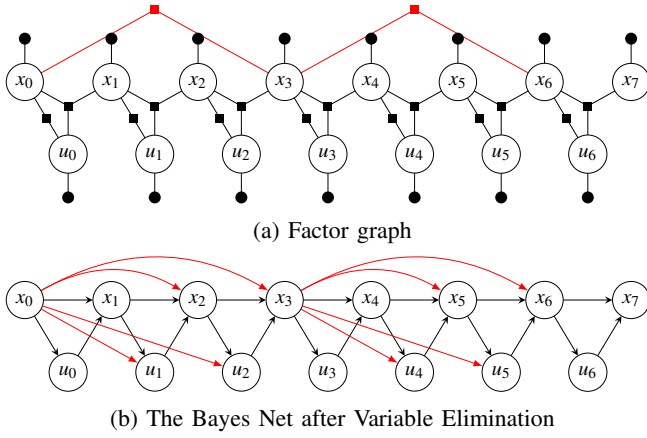 x0 x1 x2 x3 x4 x5 x6 x7
u0 u1 u2 u3 u4 u5 u6
(a) Factor graph
x0 x1 x2 x3 x4 x5 x6 x7
u0 u1 u2 u3 u4 u5 u6
(b) The Bayes Net after Variable Elimination